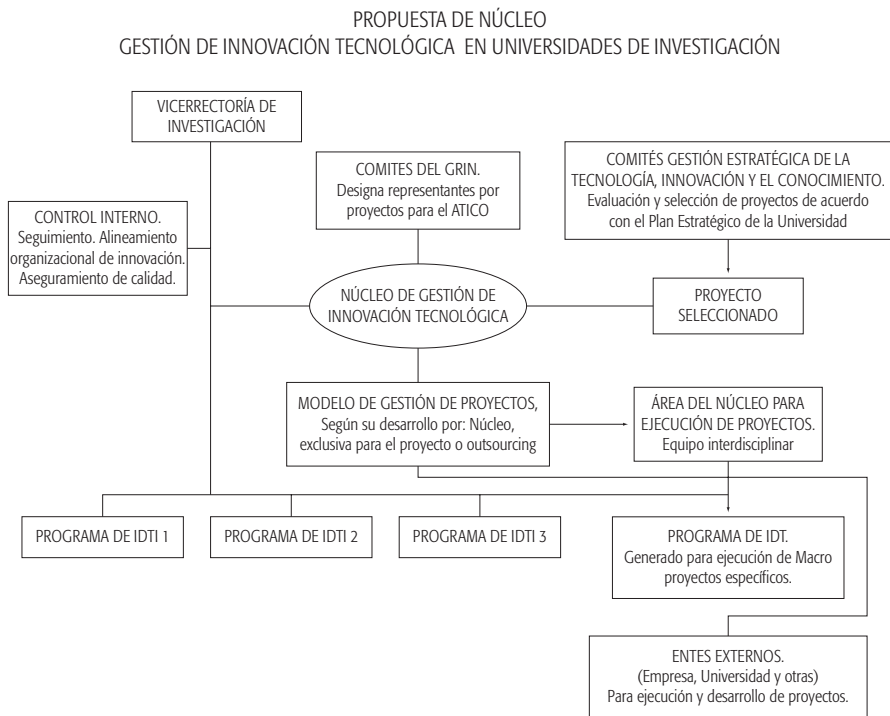 PROPUESTA DE NÚCLEO
GESTIÓN DE INNOVACIÓN TECNOLÓGICA EN UNIVERSIDADES DE INVESTIGACIÓN
VICERRECTORÍA DE
INVESTIGACIÓN
COMITES DEL GRIN.
Designa representantes por
proyectos para el ATICO
COMITÉS GESTIÓN ESTRATÉGICA DE LA
TECNOLOGÍA, INNOVACIÓN Y EL CONOCIMIENTO.
Evaluación y selección de proyectos de acuerdo
con el Plan Estratégico de la Universidad
CONTROL INTERNO.
Seguimiento. Alineamiento
organizacional de innovación.
Aseguramiento de calidad.
NÚCLEO DE GESTIÓN DE
INNOVACIÓN TECNOLÓGICA
PROYECTO
SELECCIONADO
MODELO DE GESTIÓN DE PROYECTOS,
Según su desarrollo por: Núcleo,
exclusiva para el proyecto o outsourcing
ÁREA DEL NÚCLEO PARA
EJECUCIÓN DE PROYECTOS.
Equipo interdisciplinar
PROGRAMA DE IDTI 1
PROGRAMA DE IDTI 2
PROGRAMA DE IDTI 3
PROGRAMA DE IDT.
Generado para ejecución de Macro
proyectos específicos.
ENTES EXTERNOS.
(Empresa, Universidad y otras)
Para ejecución y desarrollo de proyectos.